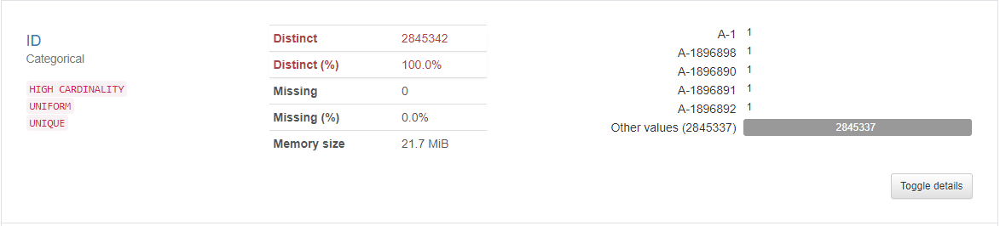 ID
Categorical
HIGH CARDINALITY
UNIFORM
UNIQUE
Distinct 2845342
Distinct (%) 100.0%
Missing 0
Missing (%) 0.0%
Memory size 21.7 MiB
A-1 1
A-1896898 1
A-1896890 1
A-1896891 1
A-1896892 1
Other values (2845337) 2845337
Toggle details